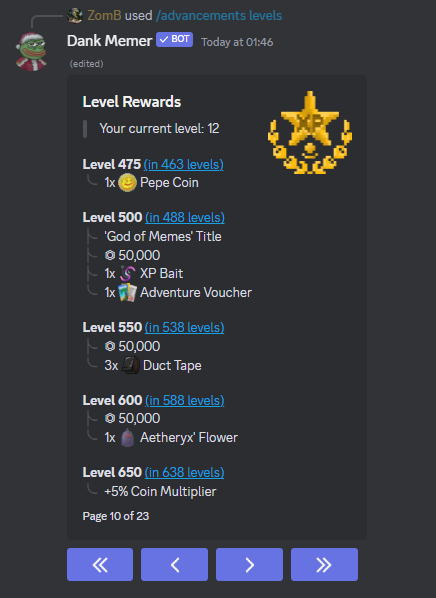 ZomB used /advancements levels
Dank Memer ✓ BOT Today at 01:46
(edited)
Level Rewards
Your current level: 12
XP
Level 475 (in 463 levels)
1x Pepe Coin
Level 500 (in 488 levels)
'God of Memes' Title
50,000
1x XP Bait
1x Adventure Voucher
Level 550 (in 538 levels)
50,000
3x Duct Tape
Level 600 (in 588 levels)
50,000
1x Aetheryx' Flower
Level 650 (in 638 levels)
+5% Coin Multiplier
Page 10 of 23